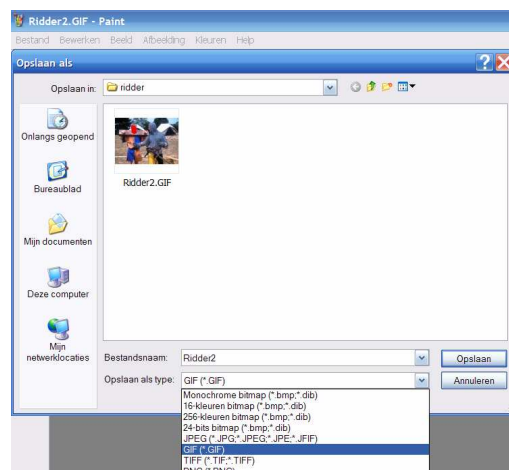 Ridder2.GIF - Paint
Bestand Bewerken Beeld Afbeelding Kleuren Help
Opslaan als
Opslaan in: ridder
Onlangs geopend
Bureaublad
Mijn documenten
Deze computer
Mijn
netwerklocaties
Ridder2.GIF
Bestandsnaam: Ridder2 Opslaan
Opslaan als type: GIF (*.GIF) Annuleren
Monochrome bitmap (*.bmp;*.dib)
16-kleuren bitmap (*.bmp;*.dib)
256-kleuren bitmap (*.bmp;*.dib)
24-bits bitmap (*.bmp;*.dib)
JPEG (*.JPG;*.JPEG;*.JPE;*.JFIF)
GIF (*.GIF)
TIFF (*.TIF;*.TIFF)
PNG (*.PNG)